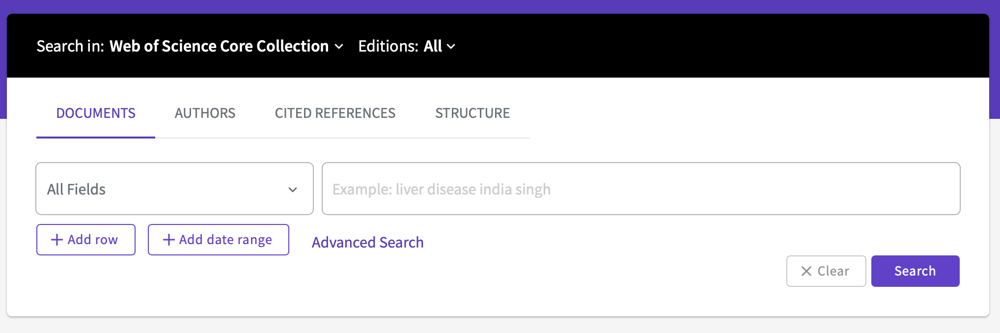 Search in: Web of Science Core Collection Editions: All
DOCUMENTS AUTHORS CITED REFERENCES STRUCTURE
All Fields Example: liver disease india singh
+ Add row + Add date range Advanced Search
Clear Search